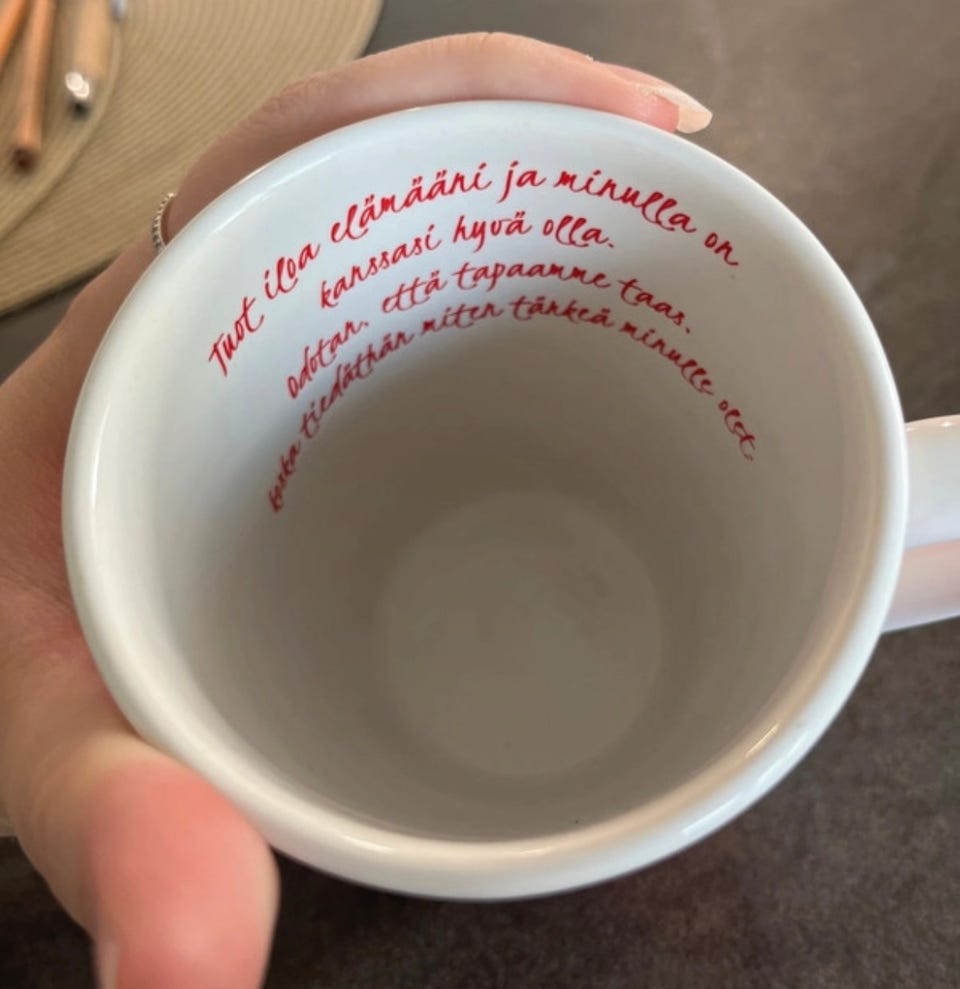 Tuot iloa elämääni ja minulla on
kanssasi hyvä olla.
odotan, että tapaamme taas.
koska tiedäthän miten tärkeä minulle olet.